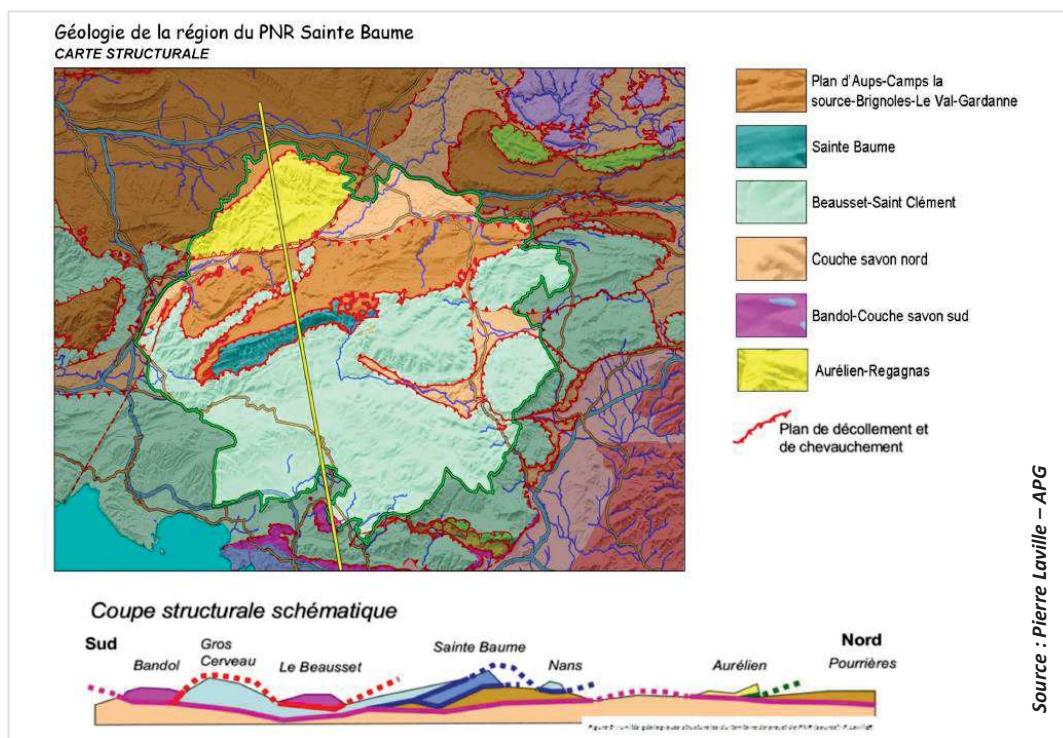 Géologie de la région du PNR Sainte Baume
CARTE STRUCTURALE
Plan d'Aups-Camps la
source-Brignoles-Le Val-Gardanne
Sainte Baume
Beausset-Saint Clément
Couche savon nord
Bandol-Couche savon sud
Aurélien-Regagnas
Plan de décollement et
de chevauchement
Source : Pierre Laville – APG
Coupe structurale schématique
Sud
Bandol
Gros
Cerveau
Le Beausset
Sainte Baume
Nans
Aurélien
Nord
Pourrières